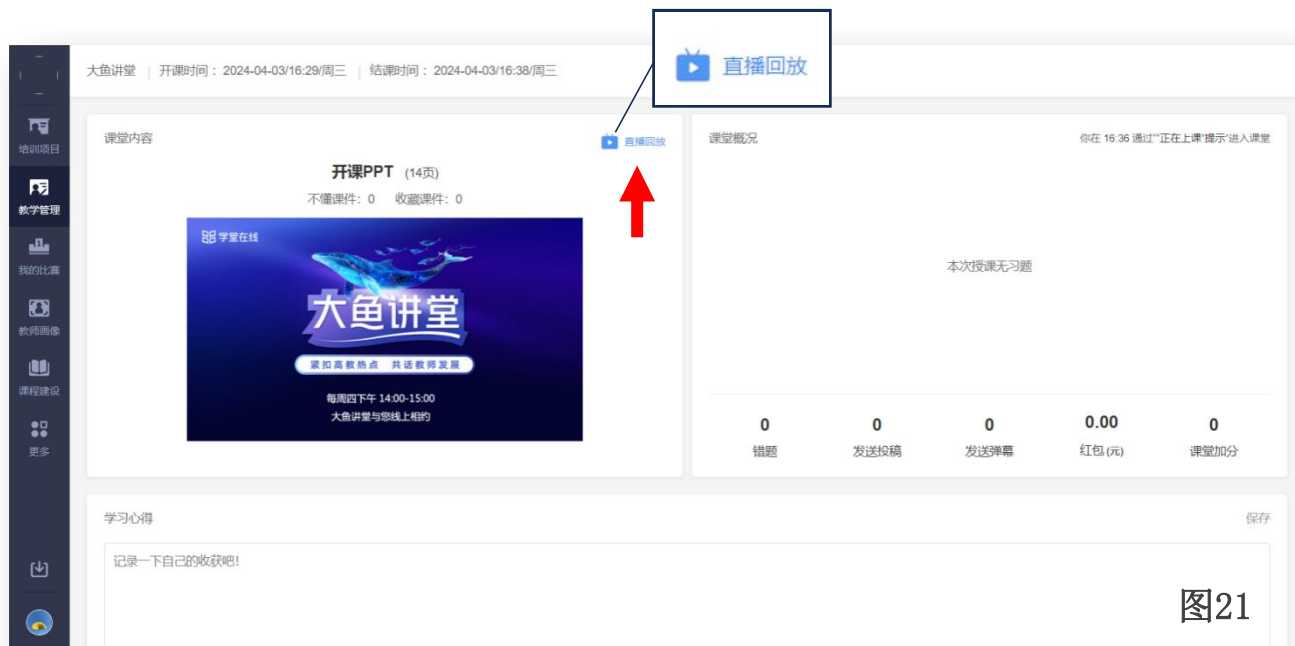 直播回放
大鱼讲堂 | 开课时间：2024-04-03/16:29/周三 | 结课时间：2024-04-03/16:38/周三
培训项目
教学管理
我的比赛
教师画像
课程建设
更多
课堂内容
直播回放
开课PPT (14页)
不懂课件：0 收藏课件：0
学堂在线
大鱼讲堂
紧扣高教热点 共话教师发展
每周四下午 14:00-15:00
大鱼讲堂与您线上相约
课堂概况
你在 16:36 通过"“正在上课”提示"进入课堂
本次授课无习题
0 0 0 0.00 0
错题 发送投稿 发送弹幕 红包(元) 课堂加分
学习心得
保存
记录一下自己的收获吧!
图21